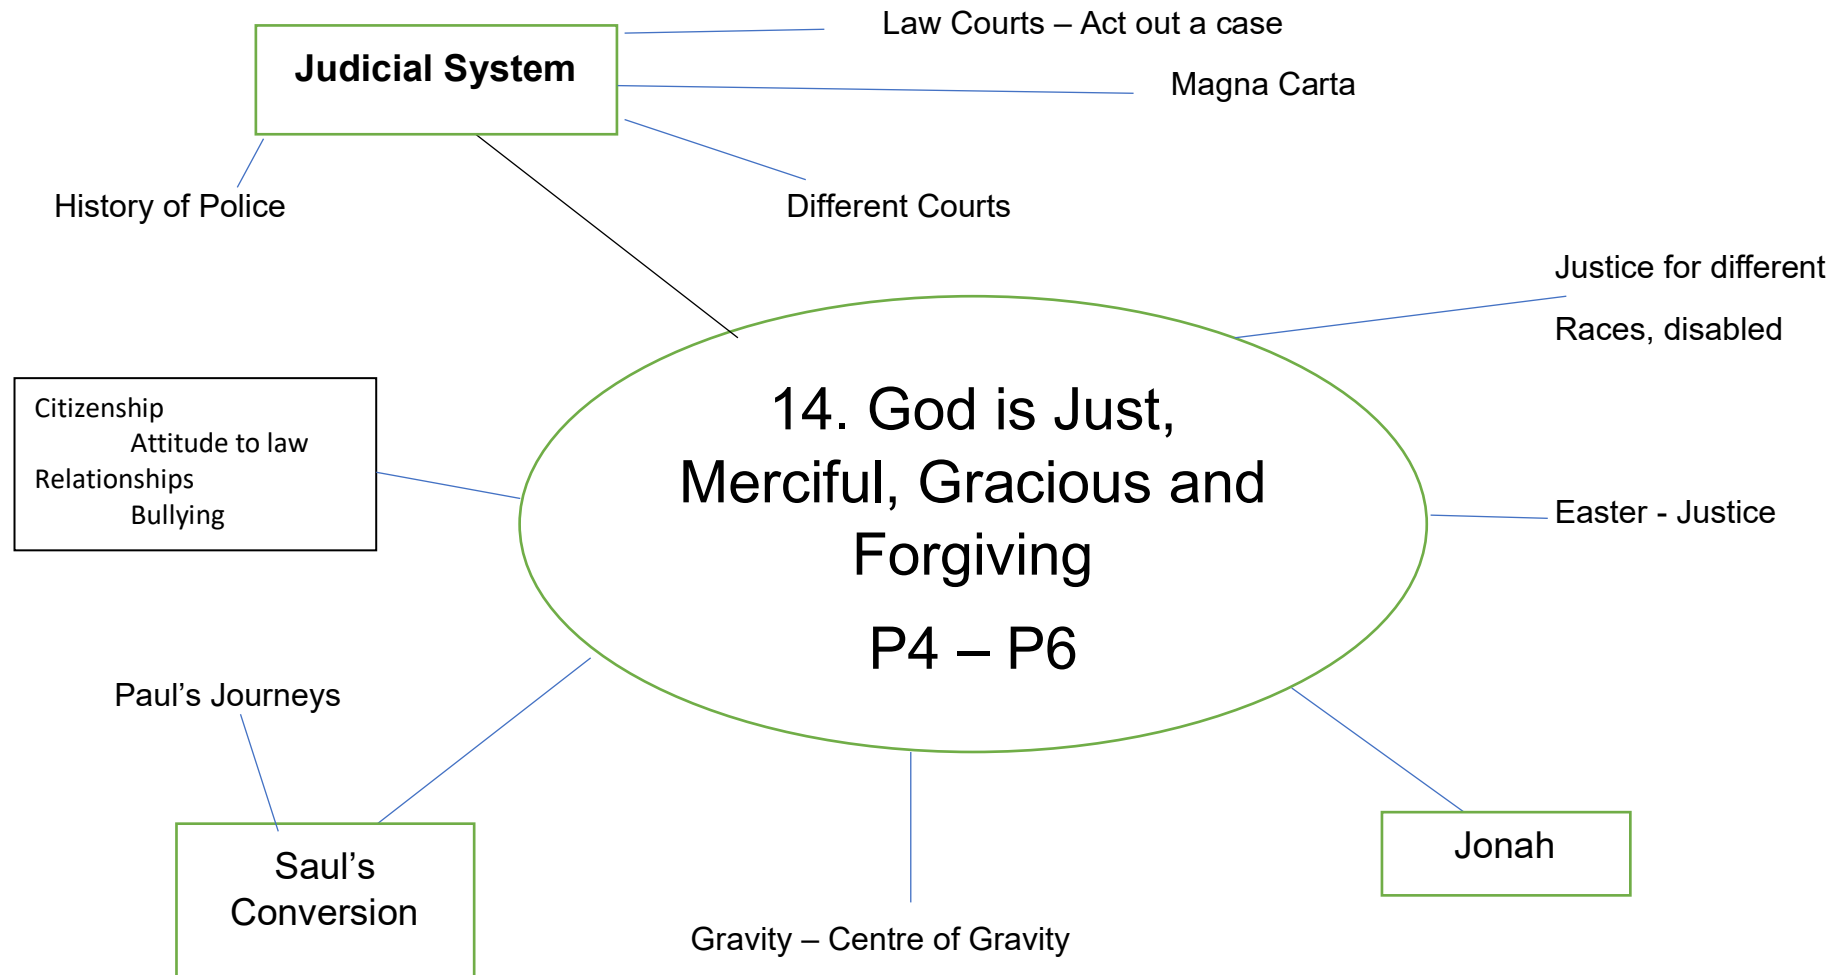 Law Courts – Act out a case
Judicial System
Magna Carta
History of Police
Different Courts
Justice for different
Races, disabled
14. God is Just,
Merciful, Gracious and
Forgiving
P4 – P6
Citizenship
Attitude to law
Relationships
Bullying
Easter - Justice
Paul’s Journeys
Saul’s
Conversion
Jonah
Gravity – Centre of Gravity